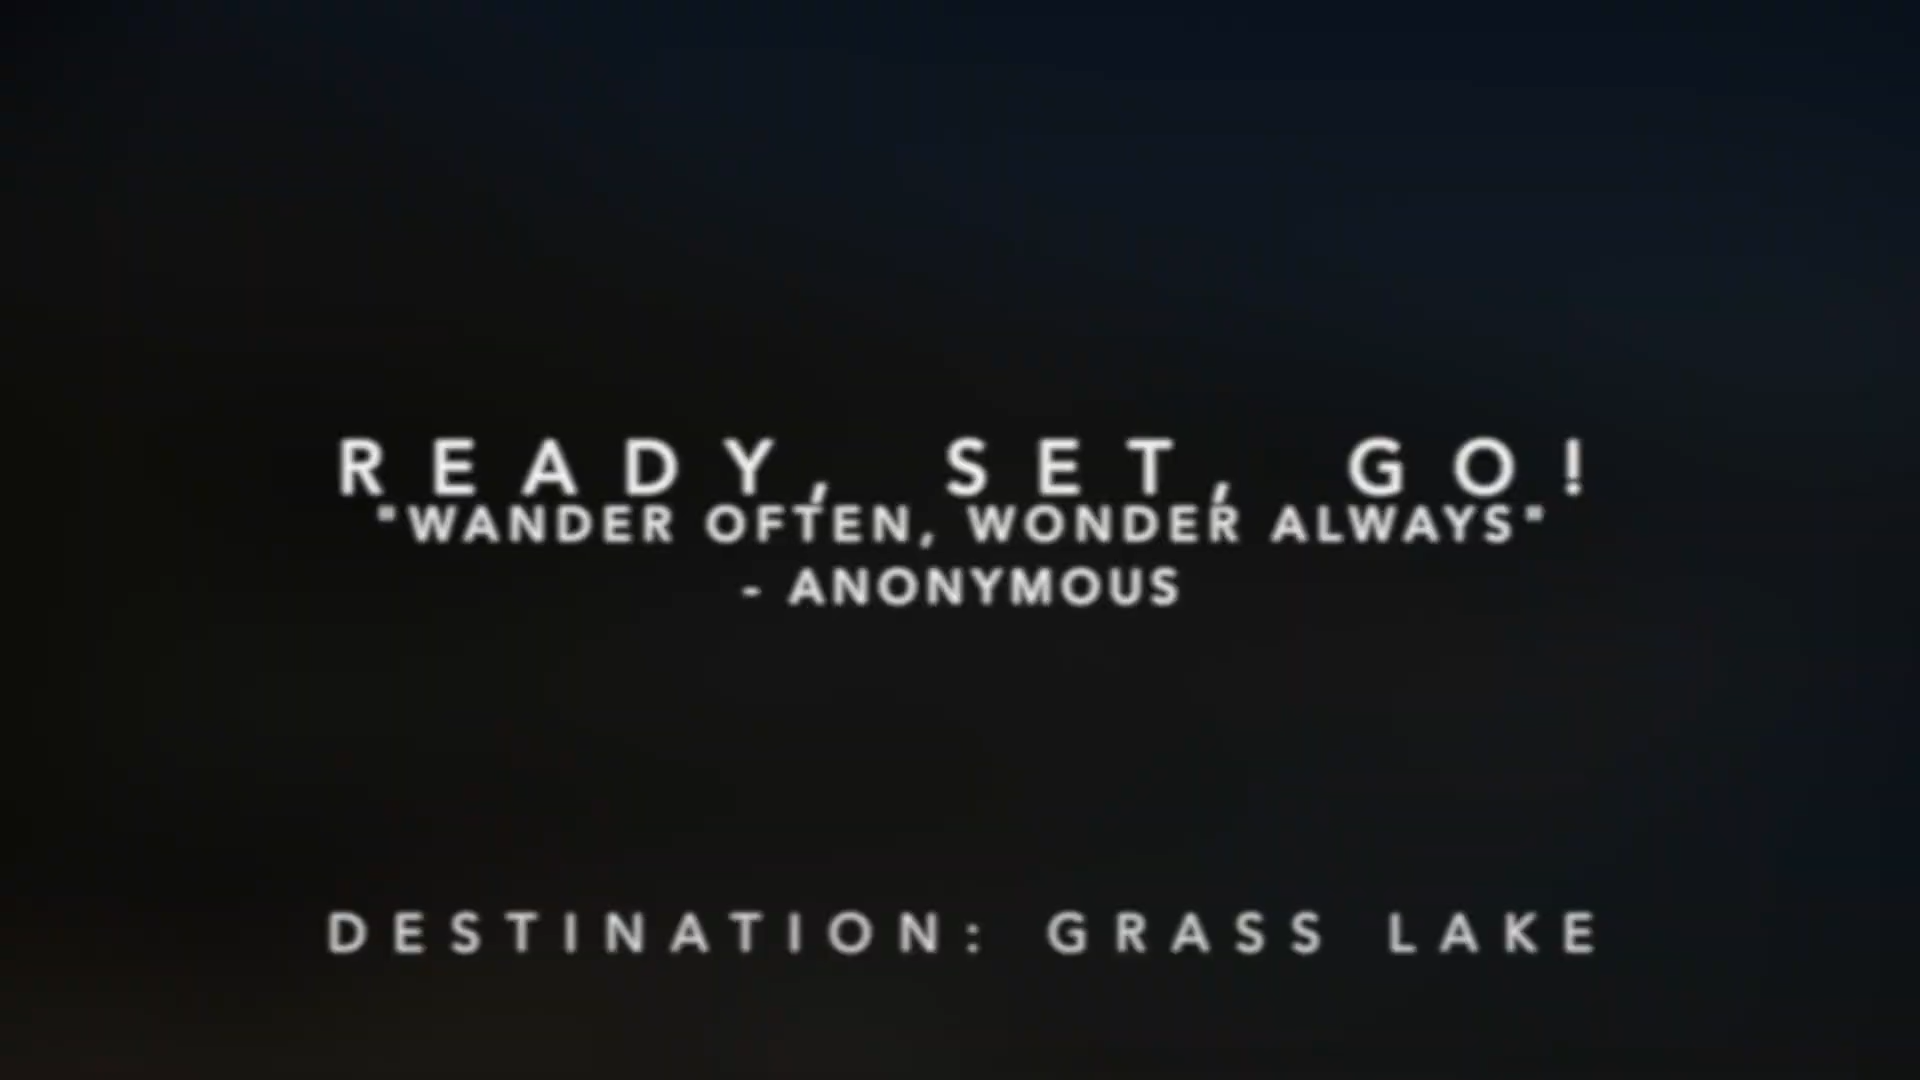 READY, SET, GO!
"WANDER OFTEN, WONDER ALWAYS"
- ANONYMOUS
DESTINATION: GRASS LAKE